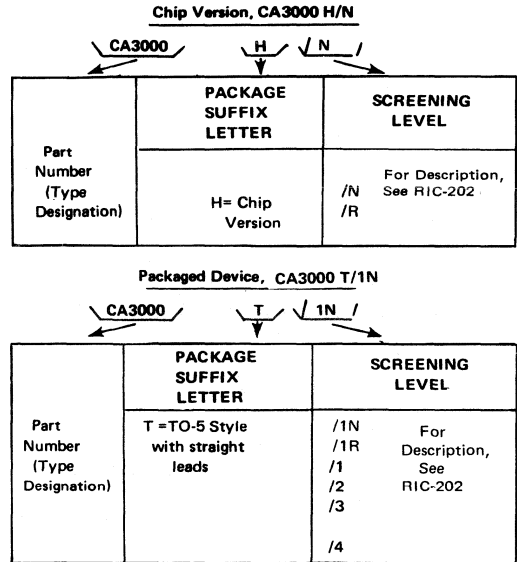 Chip Version, CA3000 H/N
CA3000 H / N /
PACKAGE SUFFIX LETTER
SCREENING LEVEL
Part Number (Type Designation)
H= Chip Version
/N
/R
For Description, See RIC-202
Packaged Device, CA3000 T/1N
CA3000 T / 1N /
PACKAGE SUFFIX LETTER
SCREENING LEVEL
Part Number (Type Designation)
T =TO-5 Style with straight leads
/1N
/1R
/1
/2
/3
/4
For Description, See RIC-202